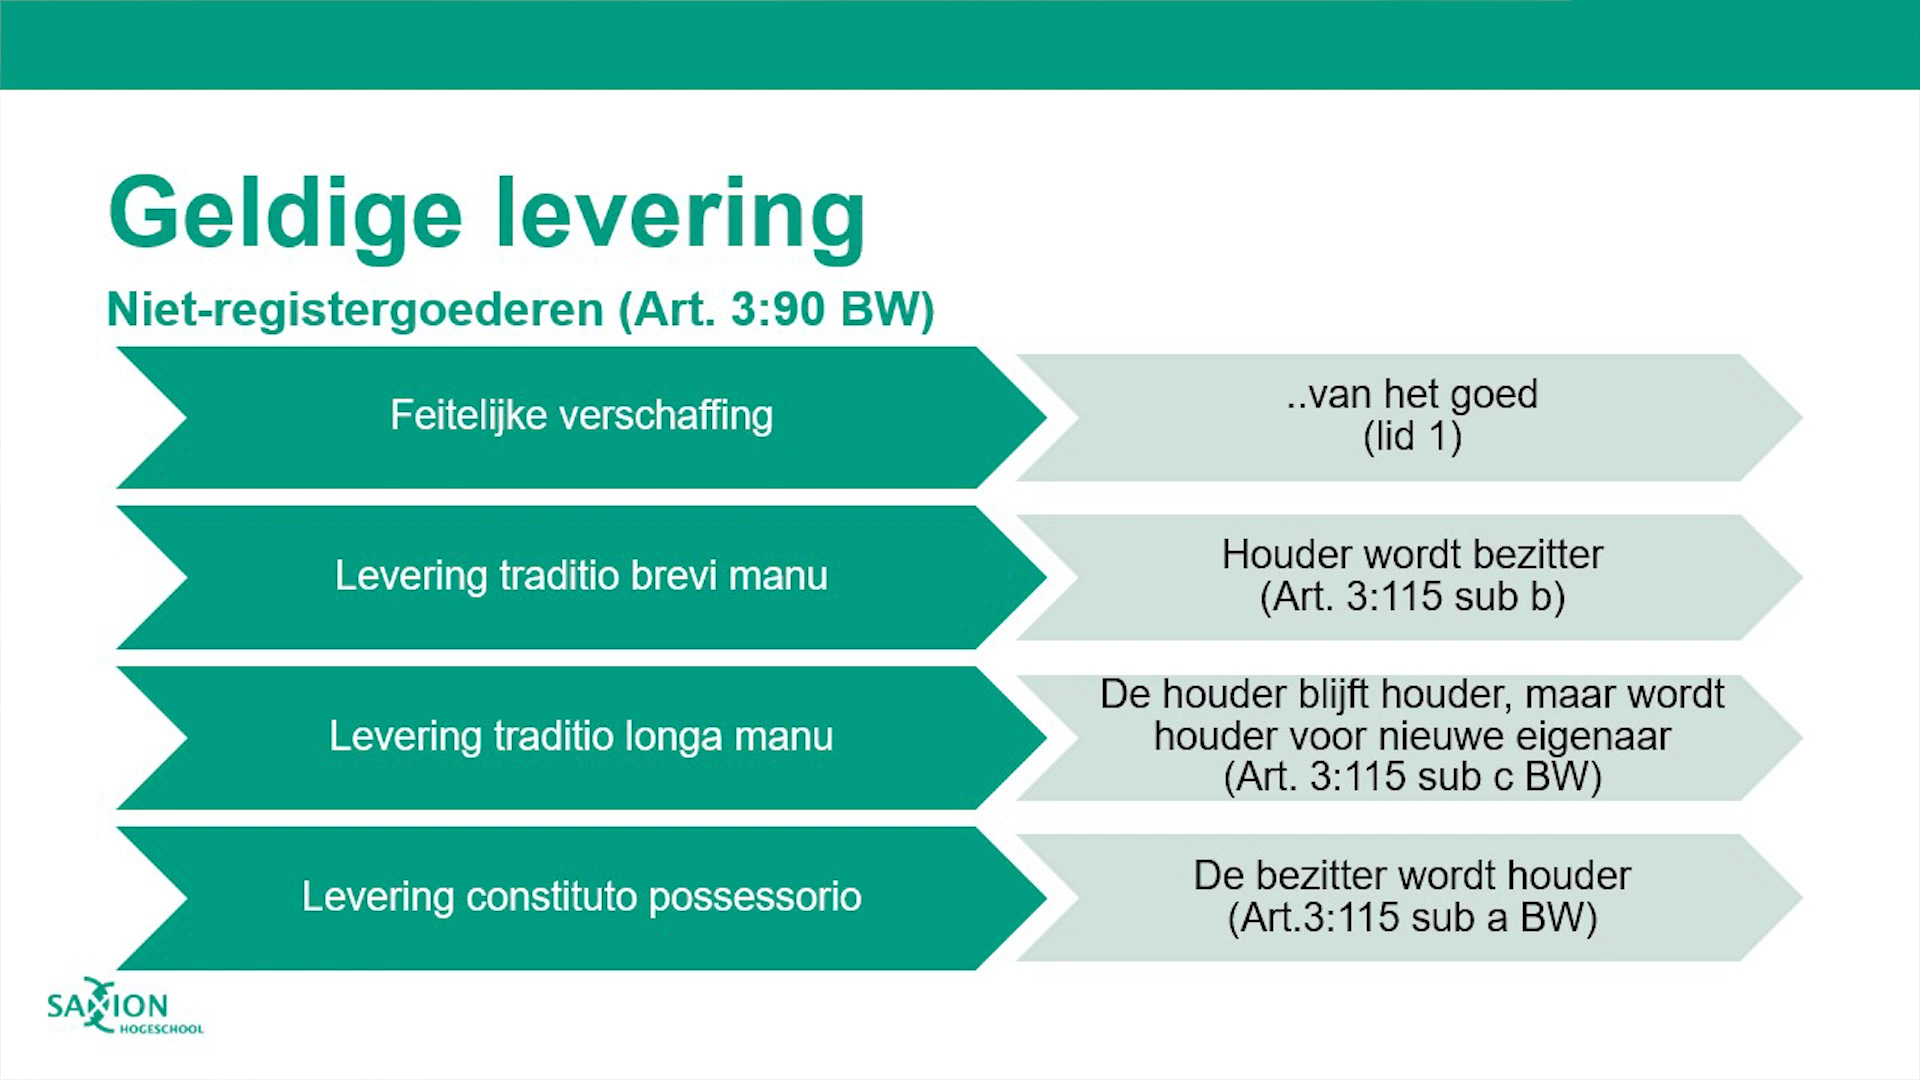 Geldige levering
Niet-registergoederen (Art. 3:90 BW)
Feitelijke verschaffing
..van het goed
(lid 1)
Levering traditio brevi manu
Houder wordt bezitter
(Art. 3:115 sub b)
Levering traditio longa manu
De houder blijft houder, maar wordt
houder voor nieuwe eigenaar
(Art. 3:115 sub c BW)
Levering constituto possessorio
De bezitter wordt houder
(Art.3:115 sub a BW)
SAXION
HOGESCHOOL